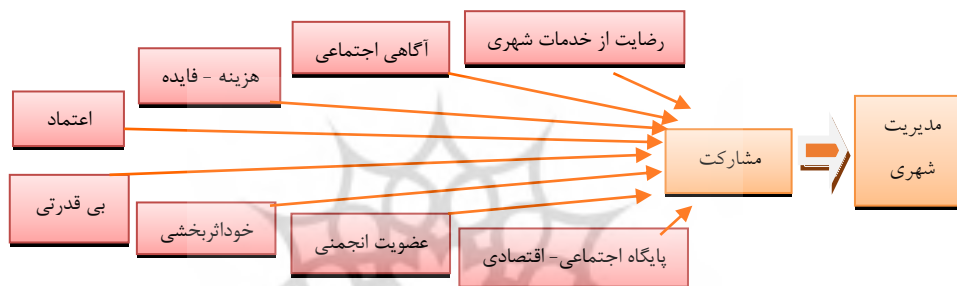 رضایت از خدمات شهری
آگاهی اجتماعی
هزینه - فایده
اعتماد
مدیریت
شهری
مشارکت
بی قدرتی
خوداثربخشی
عضویت انجمنی
پایگاه اجتماعی- اقتصادی